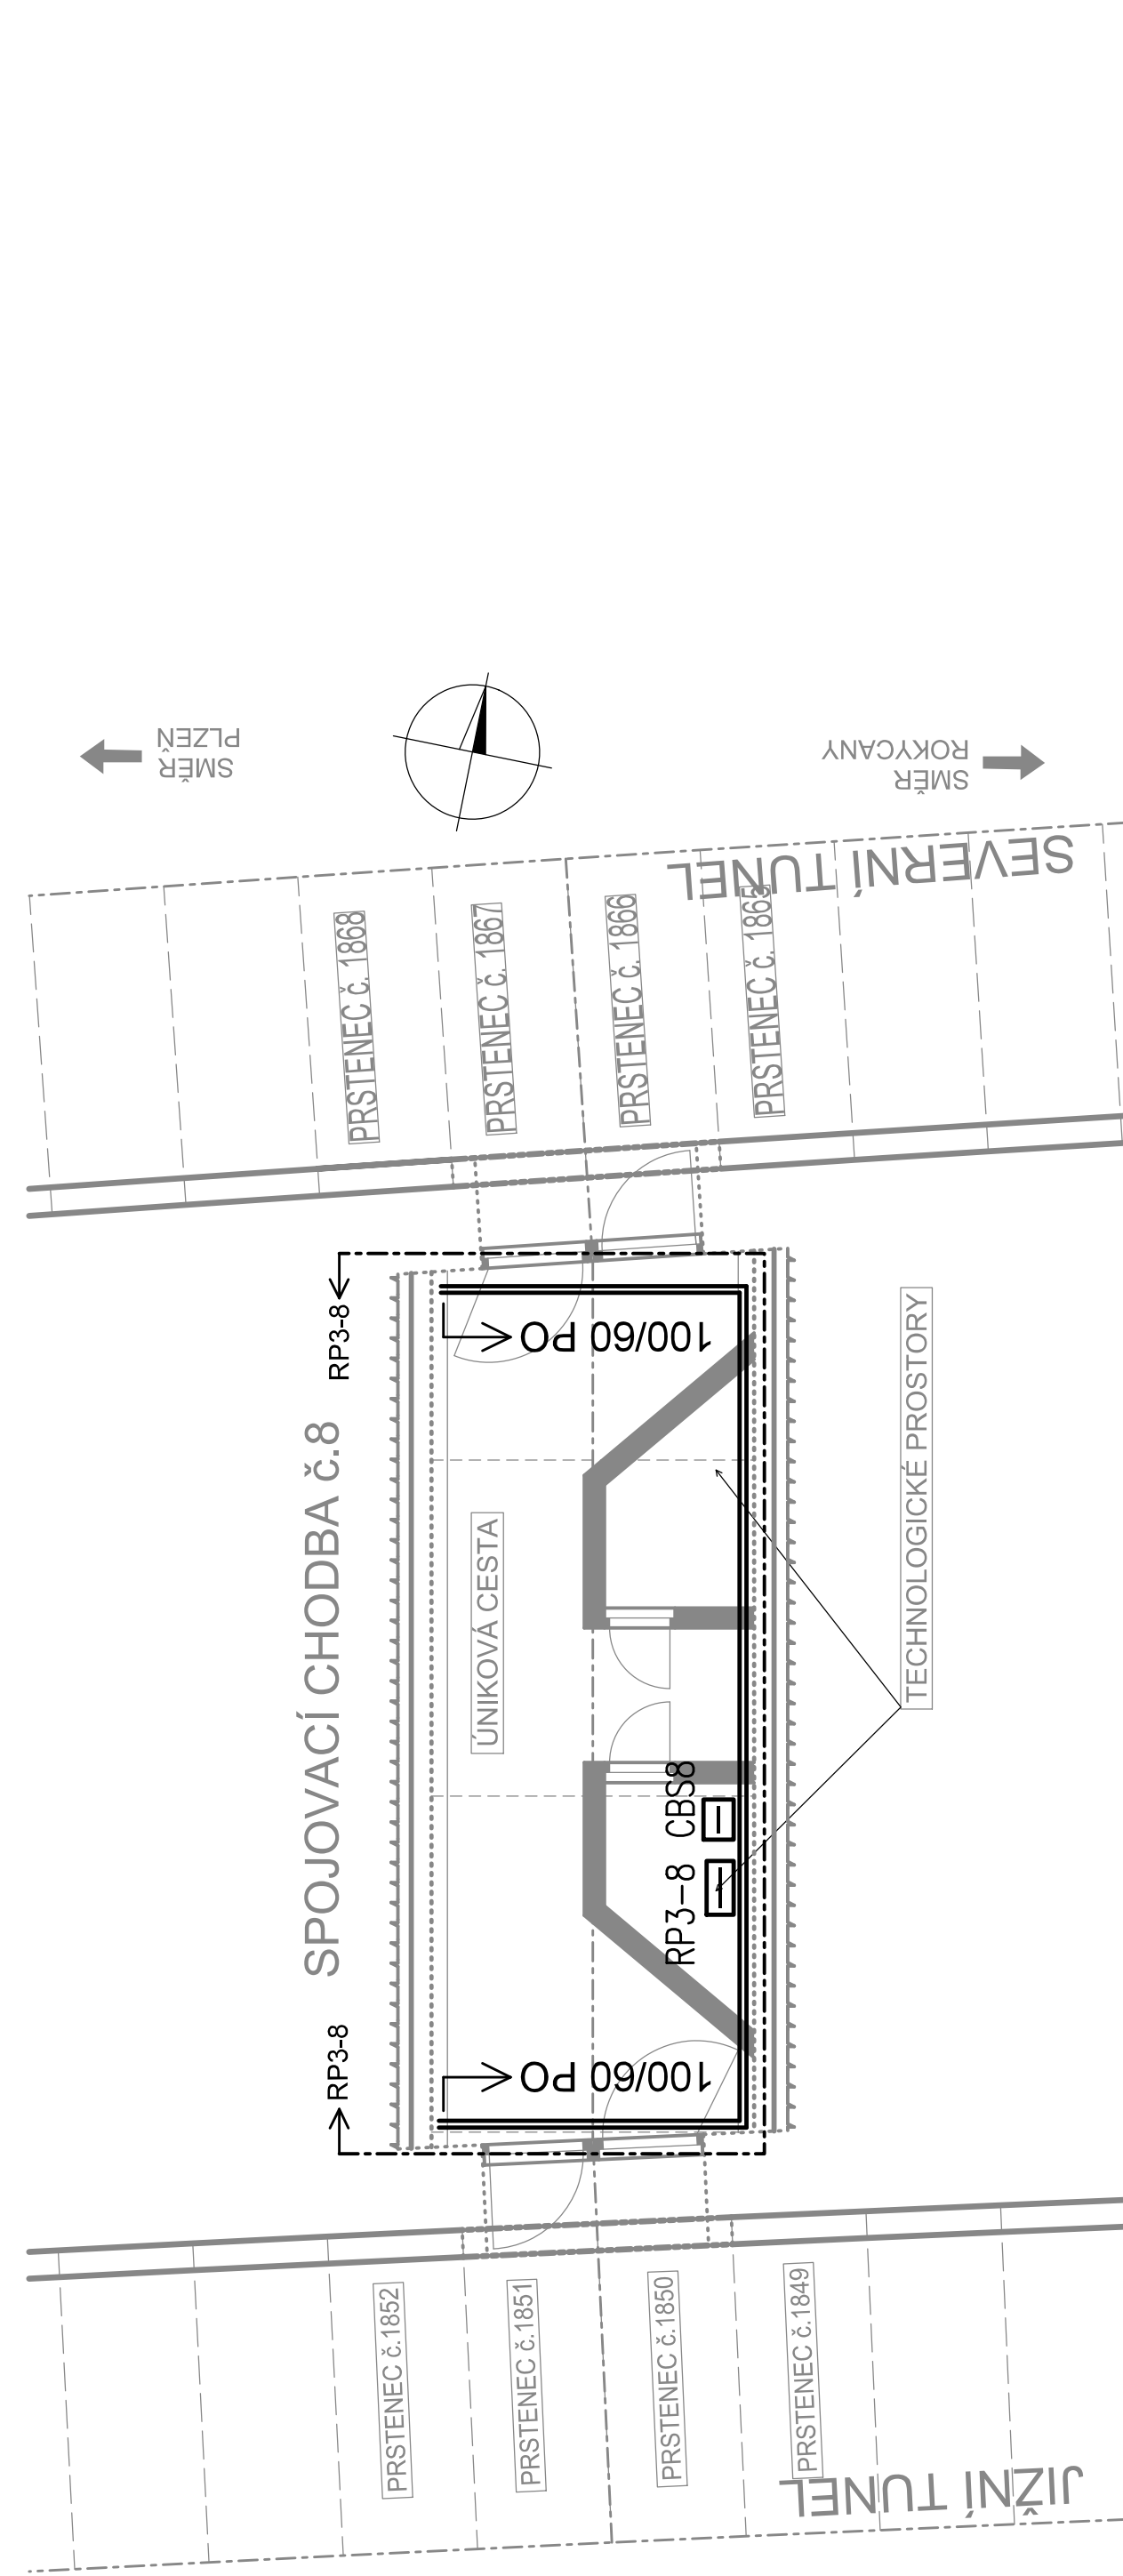 SMĚR
PLZEŇ
SMĚR
ROKYCANY
SEVERNÍ TUNEL
PRSTENEC č. 1868
PRSTENEC č. 1867
PRSTENEC č. 1866
PRSTENEC č. 1865
RP3-8
100/60 PO
SPOJOVACÍ CHODBA č.8
ÚNIKOVÁ CESTA
TECHNOLOGICKÉ PROSTORY
CBS8
RP3-8
RP3-8
100/60 PO
PRSTENEC č.1852
PRSTENEC č.1851
PRSTENEC č.1850
PRSTENEC č.1849
JIŽNÍ TUNEL